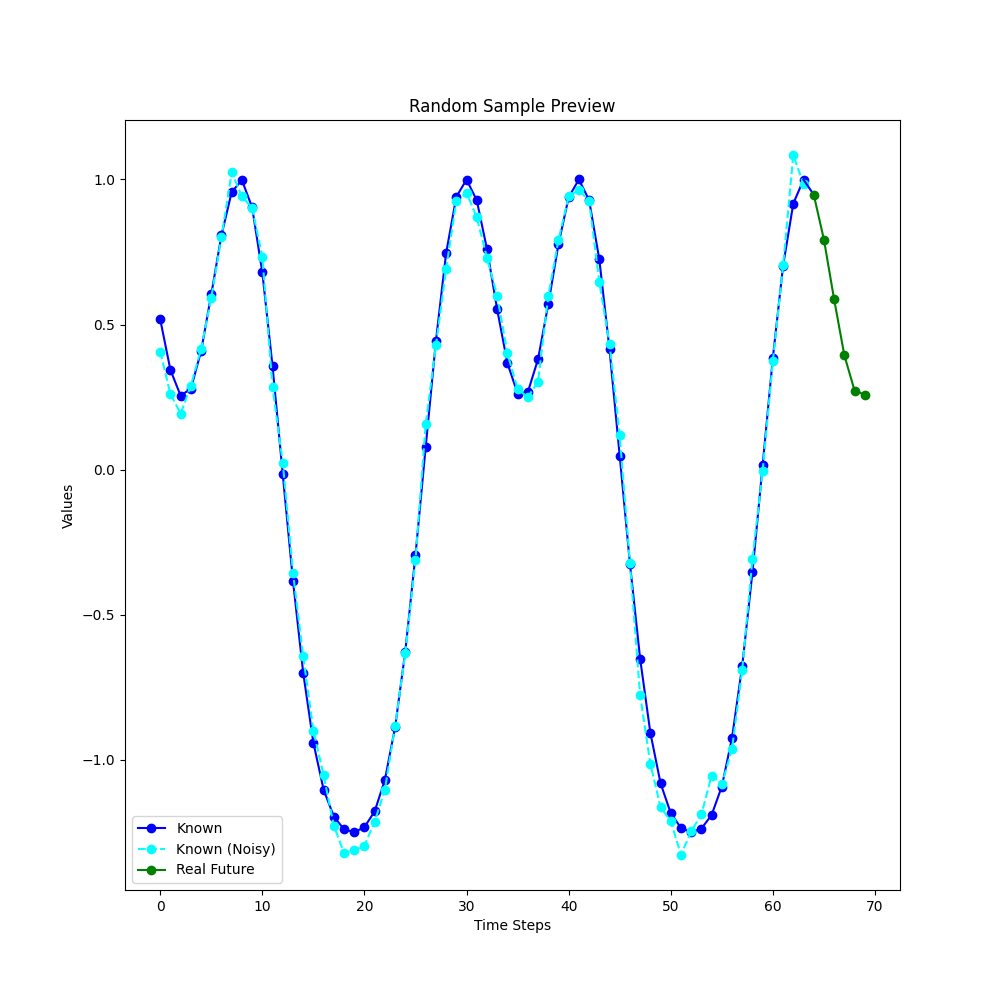 Random Sample Preview
1.0
0.5
0.0
−0.5
−1.0
Values
Known
Known (Noisy)
Real Future
0 10 20 30 40 50 60 70
Time Steps